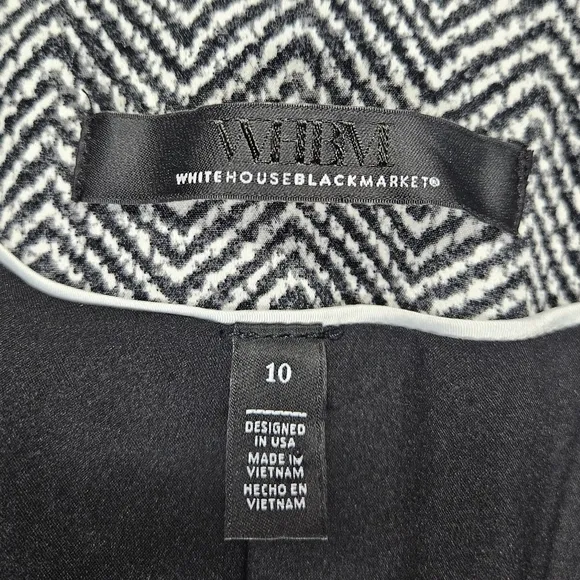 WHBM
WHITEHOUSEBLACKMARKET®
10
DESIGNED
IN USA
MADE IN
VIETNAM
HECHO EN
VIETNAM